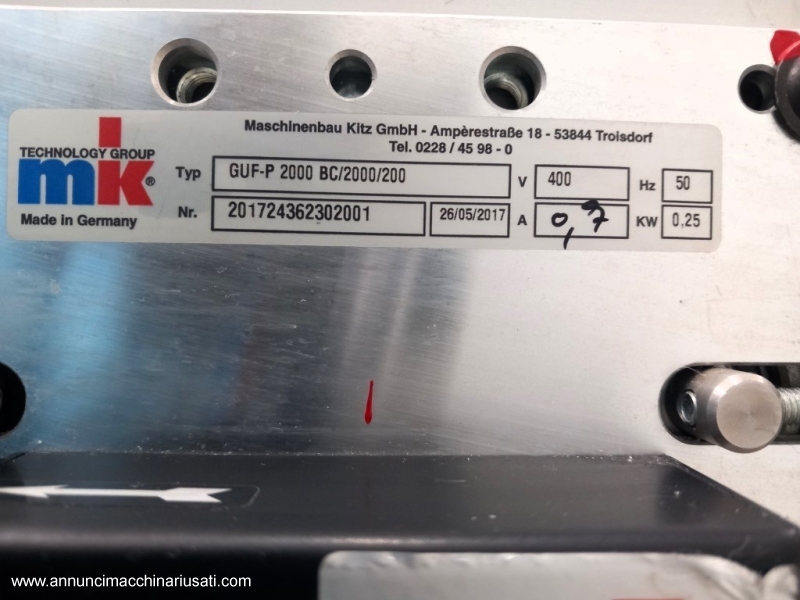 Maschinenbau Kitz GmbH - Ampèrestraße 18 - 53844 Troisdorf
Tel. 0228 / 45 98 - 0
TECHNOLOGY GROUP
mk®
Made in Germany
Typ GUF-P 2000 BC/2000/200 V 400 Hz 50
Nr. 201724362302001 26/05/2017 A 0,7 KW 0,25
www.annuncimacchinariusati.com